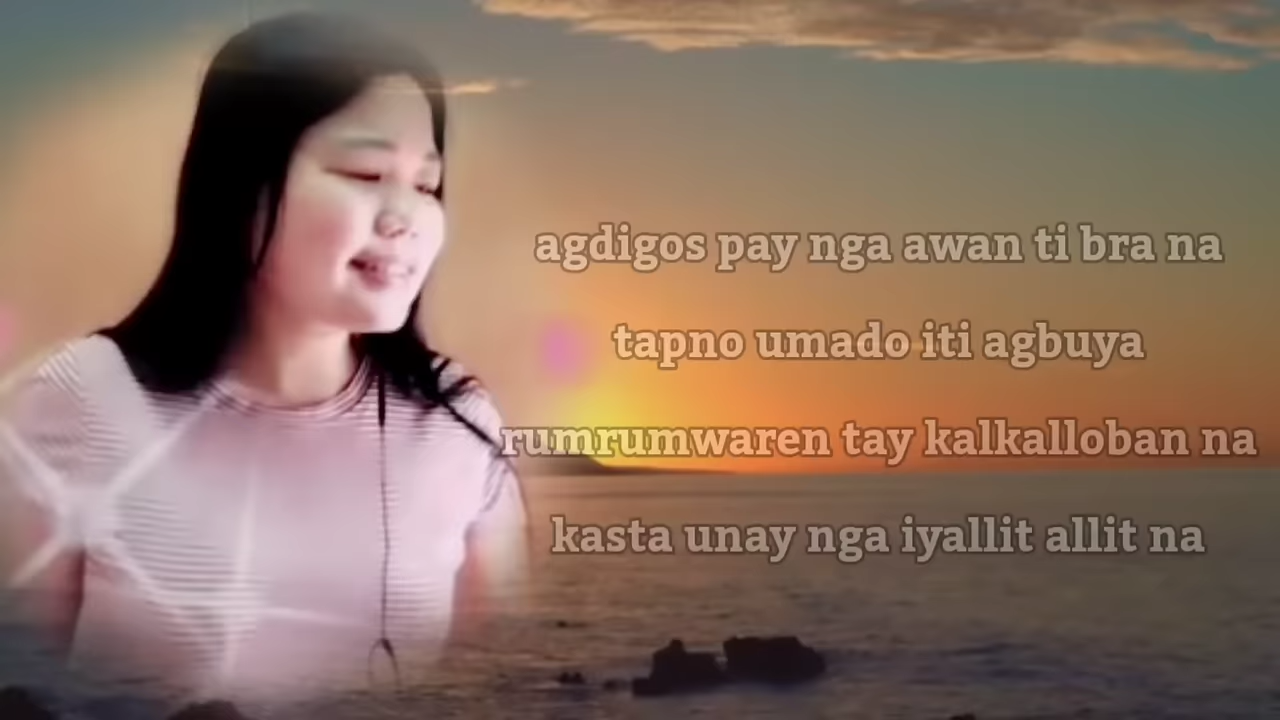 agdigos pay nga awan ti bra na
tapno umado iti agbuya
rumrumwaren tay kalkalloban na
kasta unay nga iyallit allit na